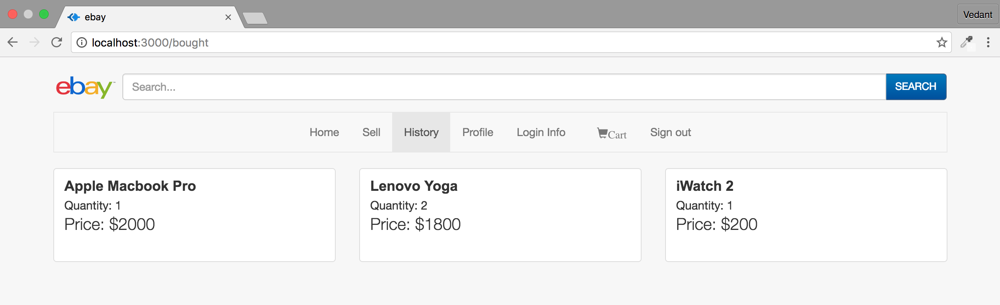 ebay
Vedant
localhost:3000/bought
ebay™
Search...
SEARCH
Home Sell History Profile Login Info Cart Sign out
Apple Macbook Pro
Quantity: 1
Price: $2000
Lenovo Yoga
Quantity: 2
Price: $1800
iWatch 2
Quantity: 1
Price: $200